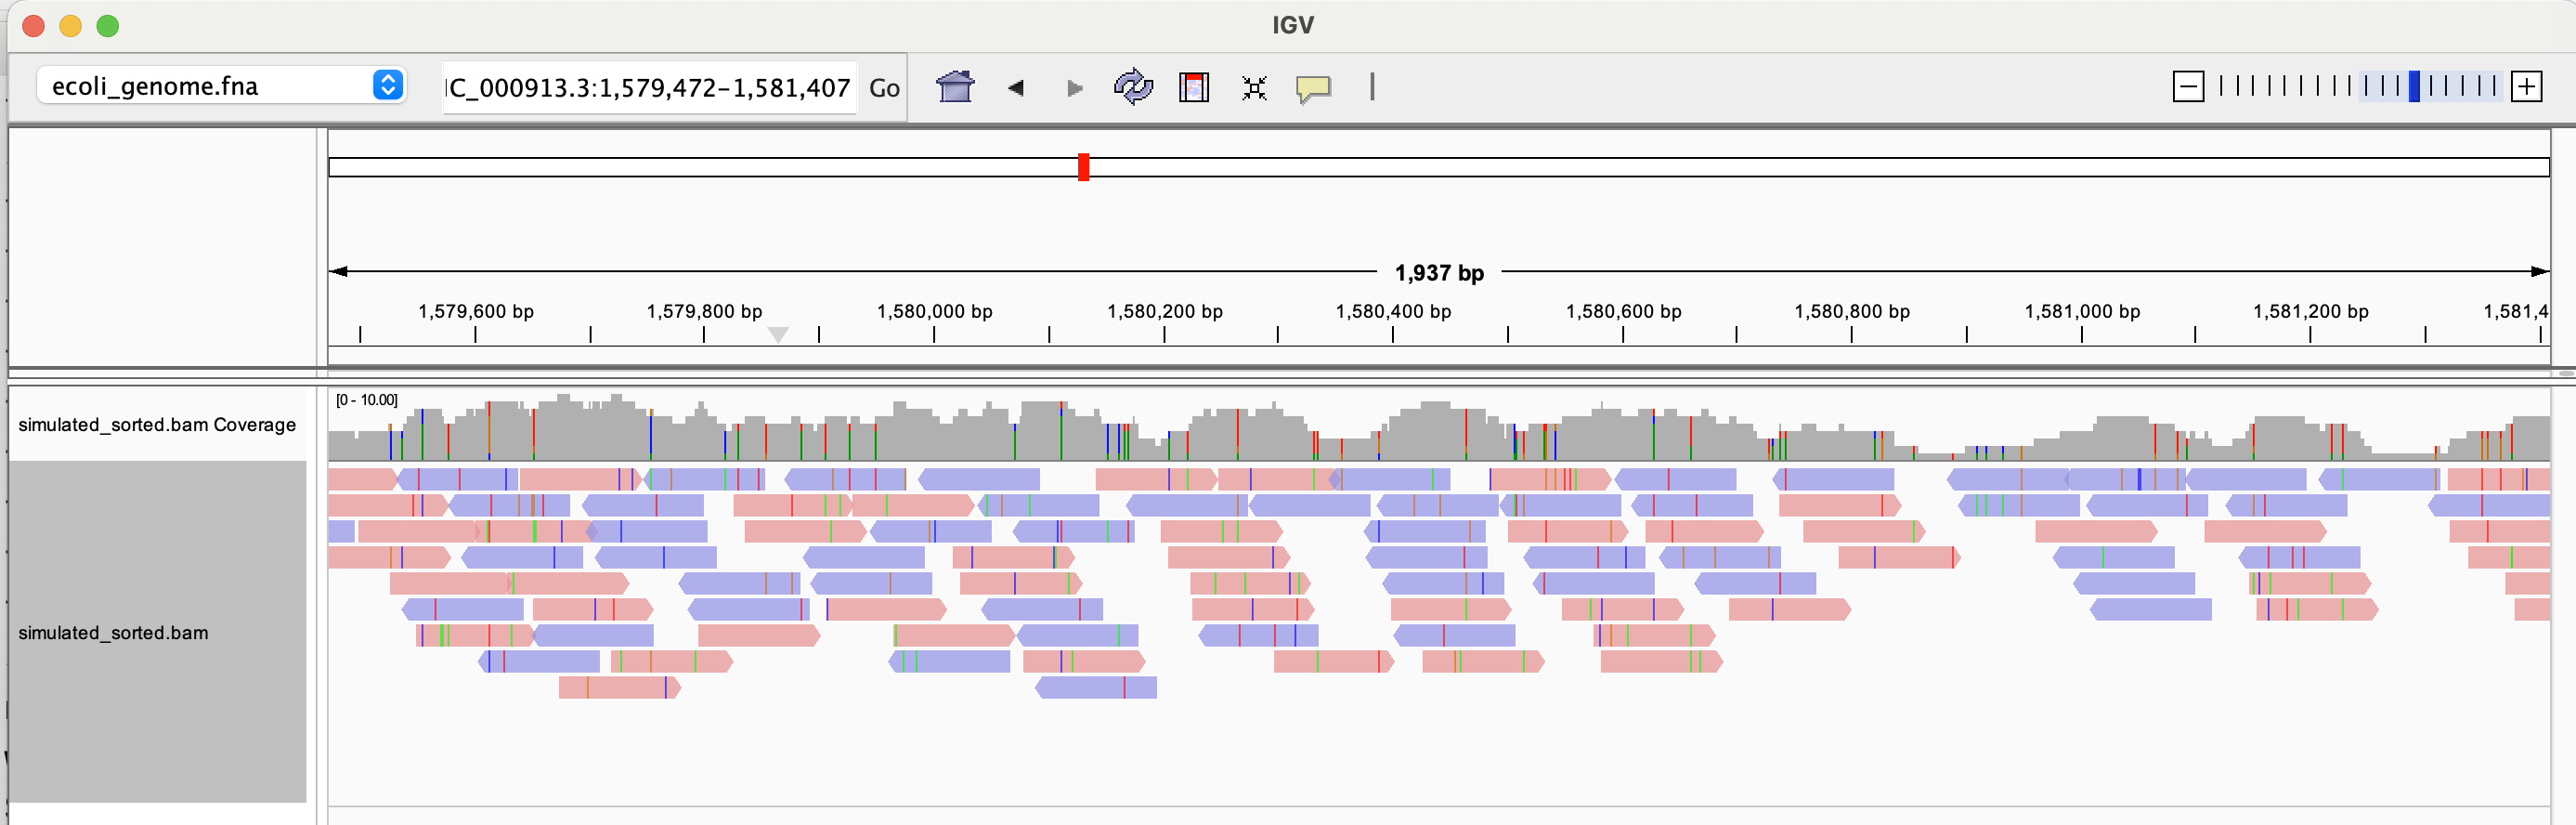 IGV
ecoli_genome.fna
C_000913.3:1,579,472-1,581,407 Go
1,937 bp
1,579,600 bp 1,579,800 bp 1,580,000 bp 1,580,200 bp 1,580,400 bp 1,580,600 bp 1,580,800 bp 1,581,000 bp 1,581,200 bp 1,581,4
[0 - 10.00]
simulated_sorted.bam Coverage
simulated_sorted.bam